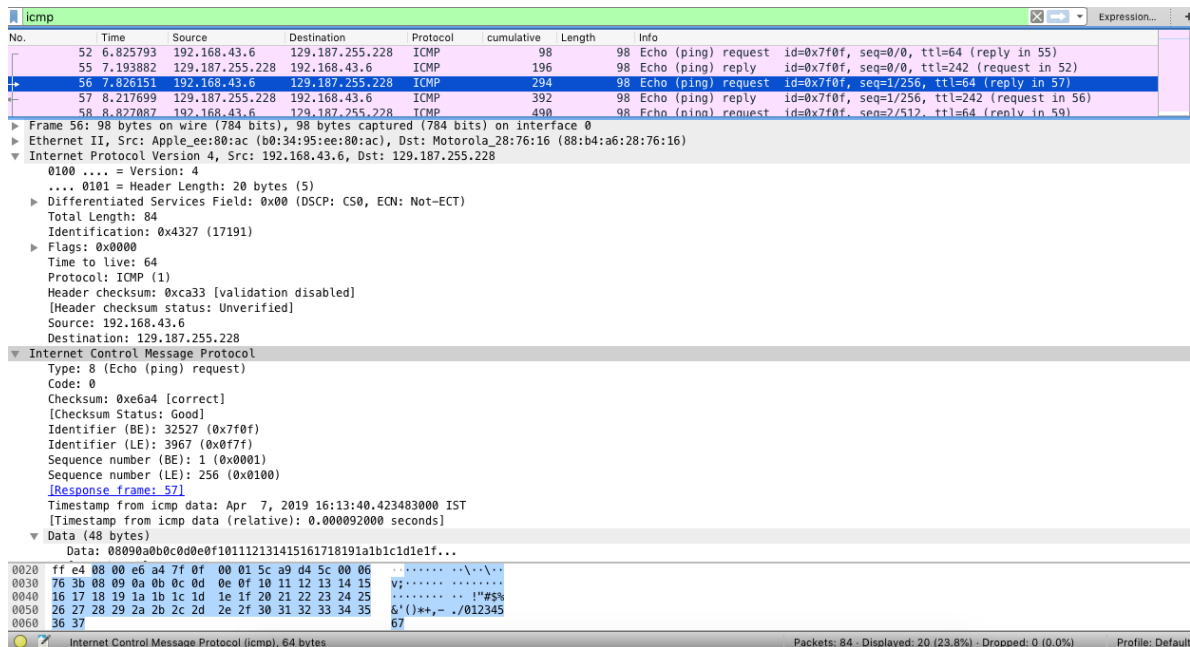 icmp Expression... +
No. Time Source Destination Protocol cumulative Length Info
52 6.825793 192.168.43.6 129.187.255.228 ICMP 98 98 Echo (ping) request id=0x7f0f, seq=0/0, ttl=64 (reply in 55)
55 7.193882 129.187.255.228 192.168.43.6 ICMP 196 98 Echo (ping) reply id=0x7f0f, seq=0/0, ttl=242 (request in 52)
56 7.826151 192.168.43.6 129.187.255.228 ICMP 294 98 Echo (ping) request id=0x7f0f, seq=1/256, ttl=64 (reply in 57)
57 8.217699 129.187.255.228 192.168.43.6 ICMP 392 98 Echo (ping) reply id=0x7f0f, seq=1/256, ttl=242 (request in 56)
58 8.827087 192.168.43.6 129.187.255.228 ICMP 490 98 Echo (ping) request id=0x7f0f, seq=2/512, ttl=64 (reply in 59)
Frame 56: 98 bytes on wire (784 bits), 98 bytes captured (784 bits) on interface 0
Ethernet II, Src: Apple_ee:80:ac (b0:34:95:ee:80:ac), Dst: Motorola_28:76:16 (88:b4:a6:28:76:16)
Internet Protocol Version 4, Src: 192.168.43.6, Dst: 129.187.255.228
0100 .... = Version: 4
.... 0101 = Header Length: 20 bytes (5)
Differentiated Services Field: 0x00 (DSCP: CS0, ECN: Not-ECT)
Total Length: 84
Identification: 0x4327 (17191)
Flags: 0x0000
Time to live: 64
Protocol: ICMP (1)
Header checksum: 0xca33 [validation disabled]
[Header checksum status: Unverified]
Source: 192.168.43.6
Destination: 129.187.255.228
Internet Control Message Protocol
Type: 8 (Echo (ping) request)
Code: 0
Checksum: 0xe6a4 [correct]
[Checksum Status: Good]
Identifier (BE): 32527 (0x7f0f)
Identifier (LE): 3967 (0x0f7f)
Sequence number (BE): 1 (0x0001)
Sequence number (LE): 256 (0x0100)
[Response frame: 57]
Timestamp from icmp data: Apr 7, 2019 16:13:40.423483000 IST
[Timestamp from icmp data (relative): 0.000092000 seconds]
Data (48 bytes)
Data: 08090a0b0c0d0e0f101112131415161718191a1b1c1d1e1f...
0020 ff e4 08 00 e6 a4 7f 0f 00 01 5c a9 d4 5c 00 06 ········ ··\··\··
0030 76 3b 08 09 0a 0b 0c 0d 0e 0f 10 11 12 13 14 15 v;······ ········
0040 16 17 18 19 1a 1b 1c 1d 1e 1f 20 21 22 23 24 25 ········ ·· !"#$%
0050 26 27 28 29 2a 2b 2c 2d 2e 2f 30 31 32 33 34 35 &'()*+,- ./012345
0060 36 37 67
Internet Control Message Protocol (icmp), 64 bytes Packets: 84 · Displayed: 20 (23.8%) · Dropped: 0 (0.0%) Profile: Default